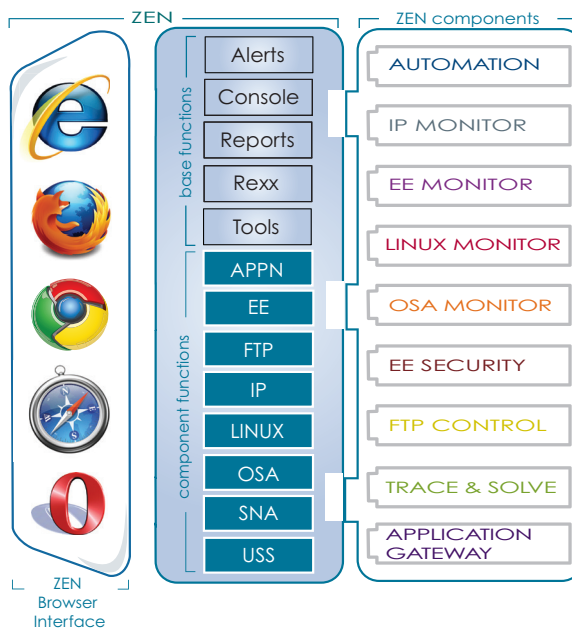 ZEN
ZEN components
base functions
Alerts
Console
Reports
Rexx
Tools
component functions
APPN
EE
FTP
IP
LINUX
OSA
SNA
USS
AUTOMATION
IP MONITOR
EE MONITOR
LINUX MONITOR
OSA MONITOR
EE SECURITY
FTP CONTROL
TRACE & SOLVE
APPLICATION
GATEWAY
ZEN
Browser
Interface